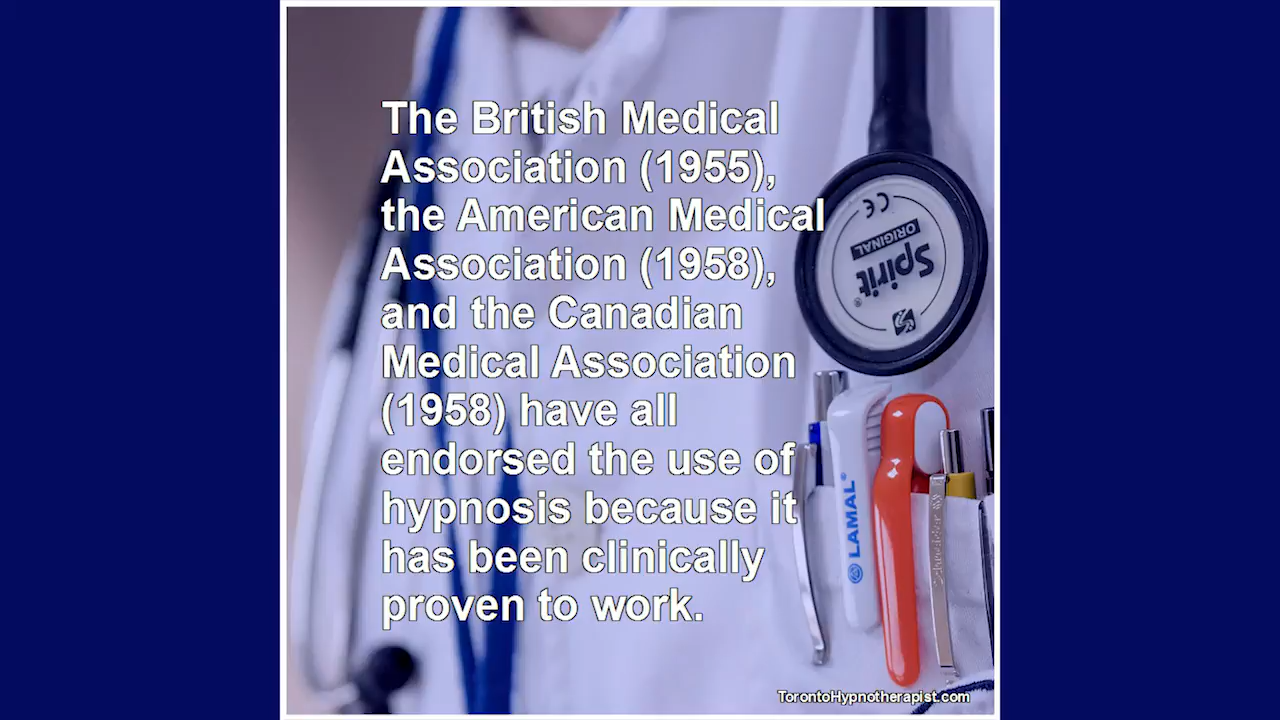 The British Medical
Association (1955),
the American Medical
Association (1958),
and the Canadian
Medical Association
(1958) have all
endorsed the use of
hypnosis because it
has been clinically
proven to work.
CE
ORIGINAL
Spirit
®
LAMAL®
TorontoHypnotherapist.com